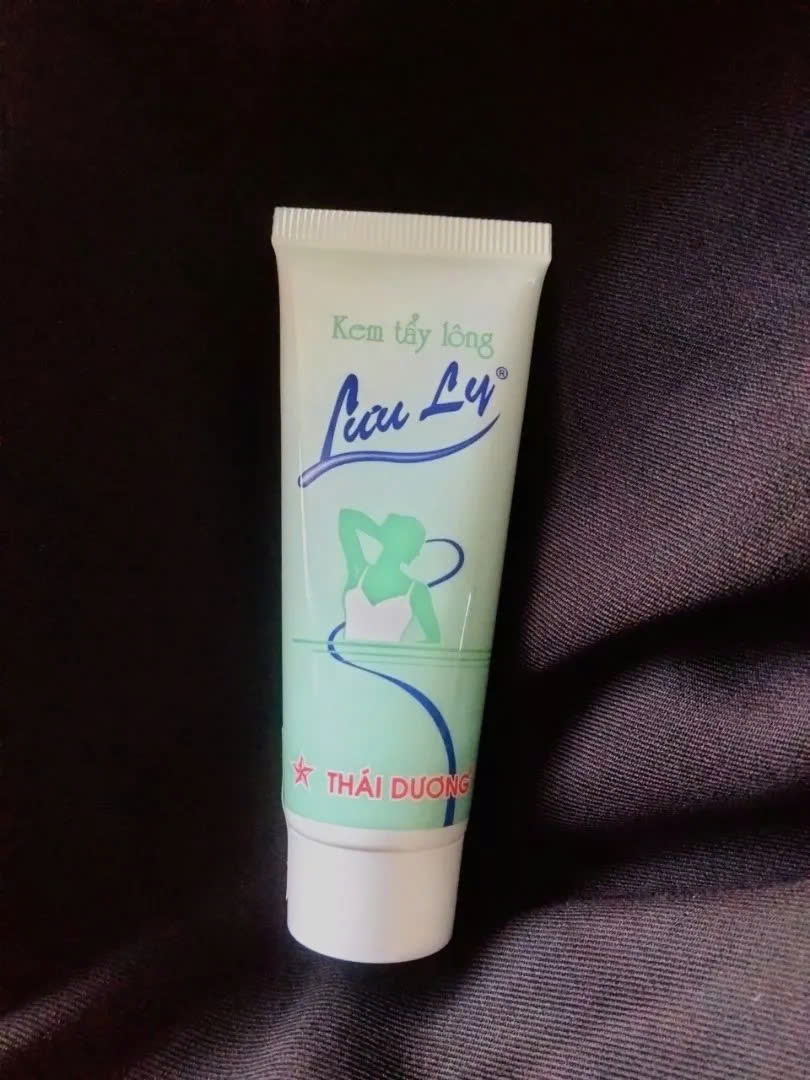 Kem tẩy lông
Lưu Ly®
THÁI DƯƠNG